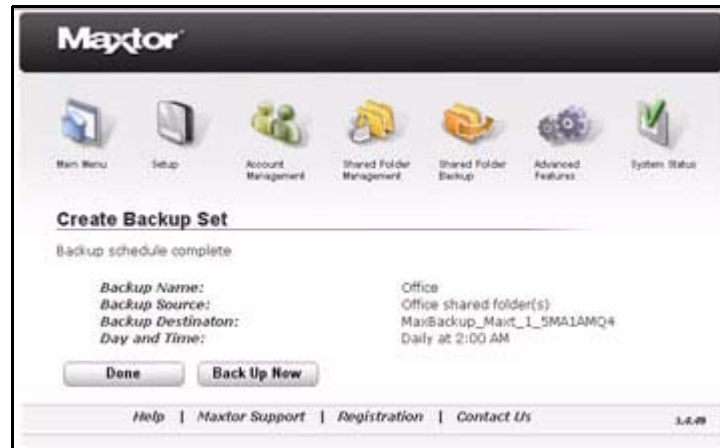 Maxtor
Main Menu
Setup
Account Management
Shared Folder Management
Shared Folder Backup
Advanced Features
System Status
Create Backup Set
Backup schedule complete
Backup Name: Office
Backup Source: Office shared folder(s)
Backup Destinaton: MaxBackup_Maxt_1_5MA1AMQ4
Day and Time: Daily at 2:00 AM
Done Back Up Now
Help | Maxtor Support | Registration | Contact Us